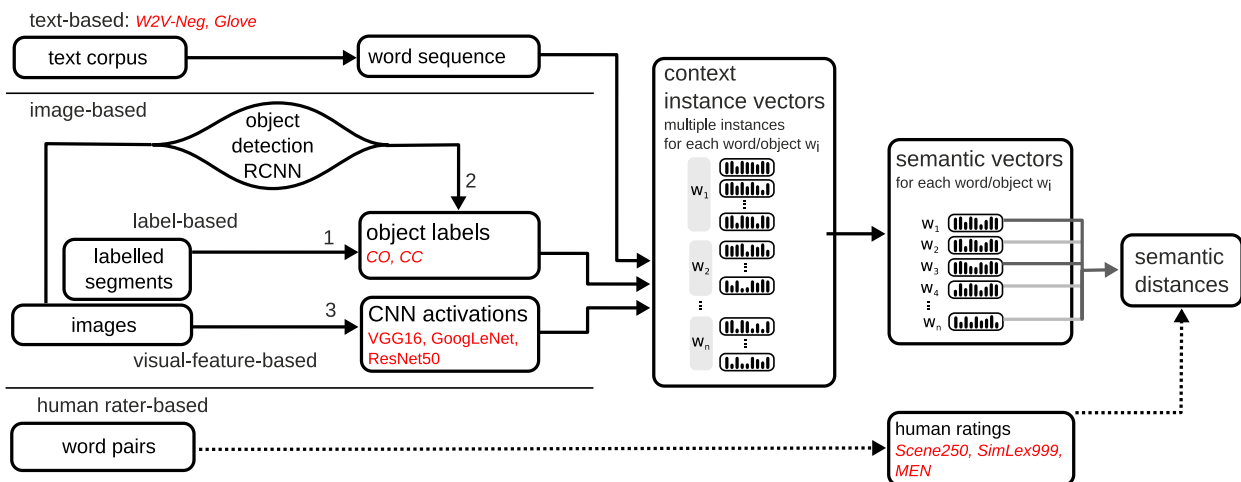 text-based: W2V-Neg, Glove
text corpus
word sequence
image-based
object
detection
RCNN
2
label-based
1
labelled
segments
object labels
CO, CC
images
3
CNN activations
VGG16, GoogLeNet,
ResNet50
visual-feature-based
human rater-based
word pairs
human ratings
Scene250, SimLex999,
MEN
context
instance vectors
multiple instances
for each word/object wi
w1
w2
wn
semantic vectors
for each word/object wi
w1
w2
w3
w4
wn
semantic
distances